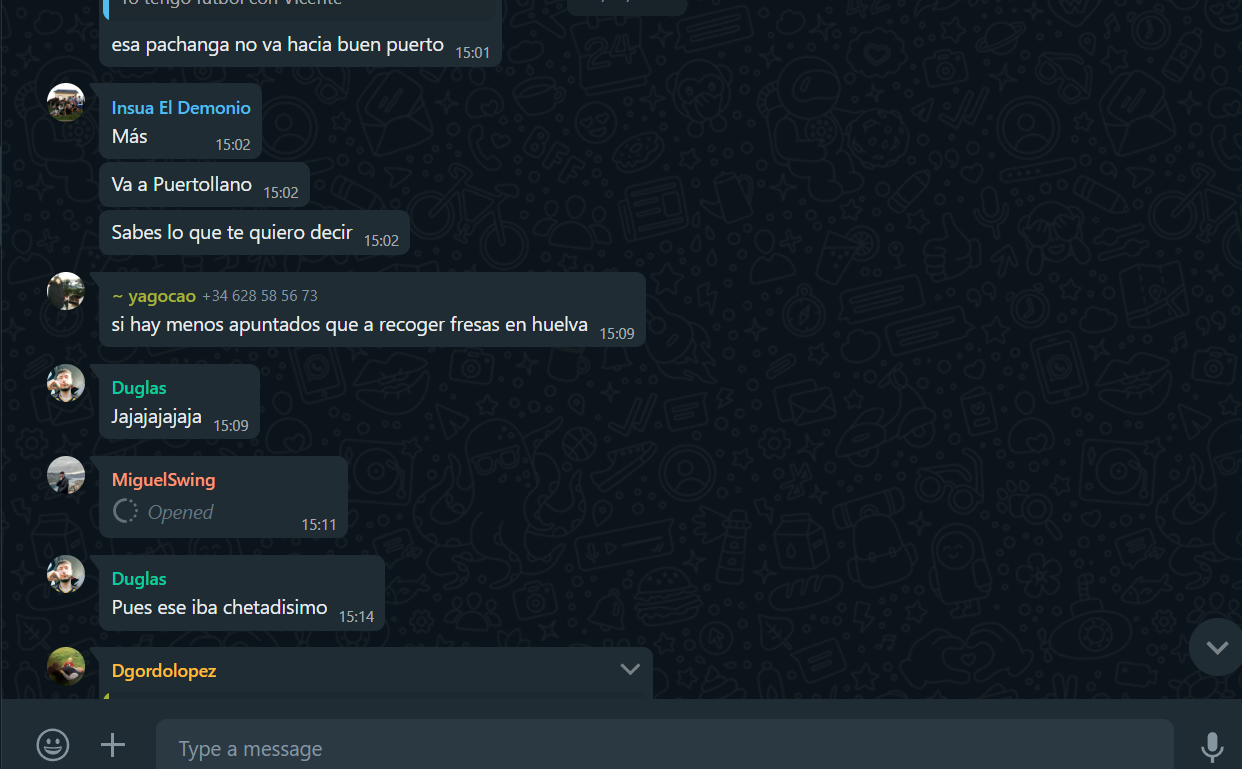 Yo tengo fútbol con Vicente
esa pachanga no va hacia buen puerto 15:01
Insua El Demonio
Más 15:02
Va a Puertollano 15:02
Sabes lo que te quiero decir 15:02
~ yagocao +34 628 58 56 73
si hay menos apuntados que a recoger fresas en huelva 15:09
Duglas
Jajajajajaja 15:09
MiguelSwing
Opened 15:11
Duglas
Pues ese iba chetadisimo 15:14
Dgordolopez
Type a message